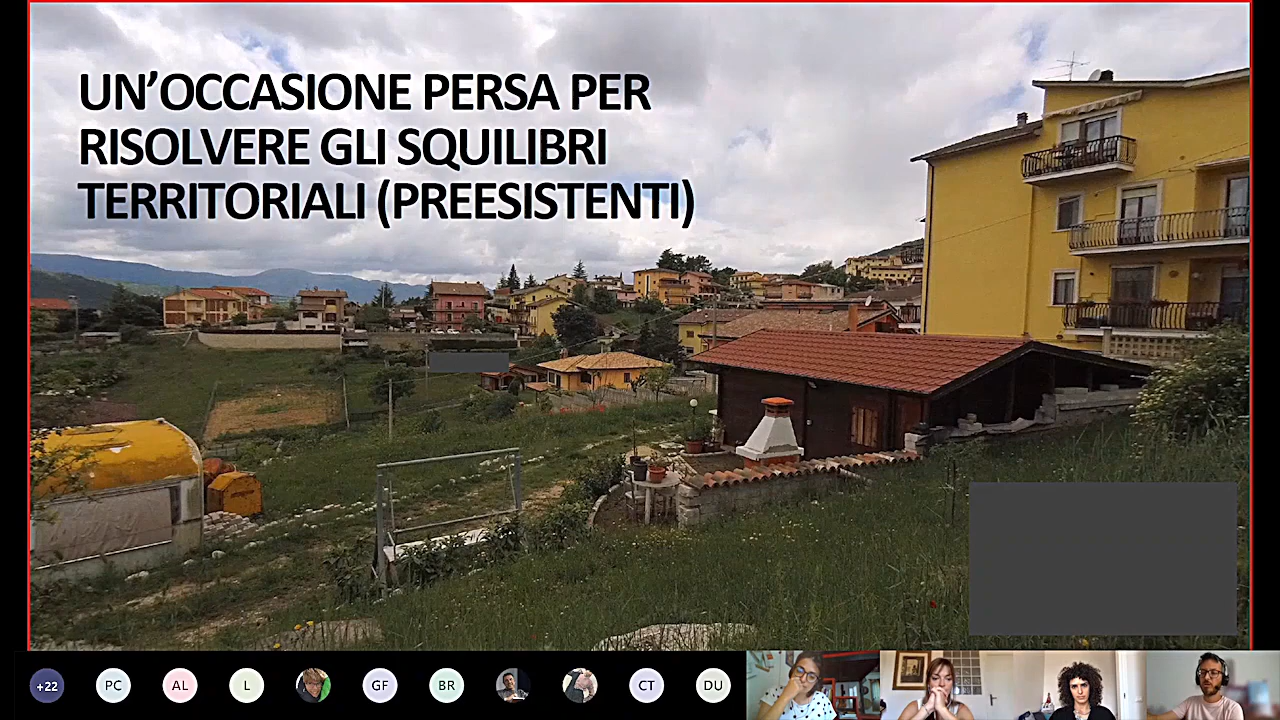 UN’OCCASIONE PERSA PER
RISOLVERE GLI SQUILIBRI
TERRITORIALI (PREESISTENTI)
+22
PC
AL
L
GF
BR
CT
DU